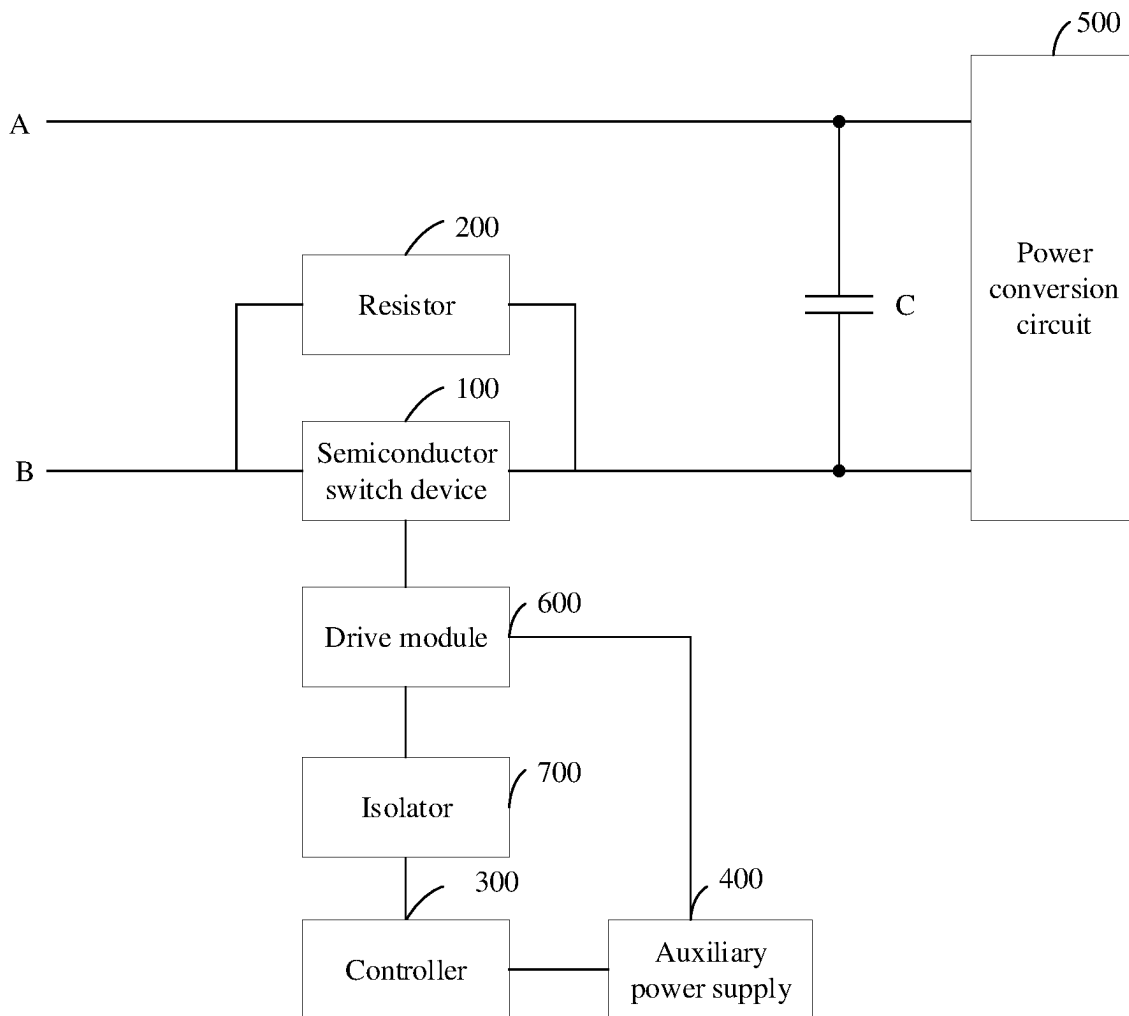 500
A
200
Resistor
Power
conversion
circuit
C
100
Semiconductor
switch device
B
600
Drive module
700
Isolator
300
400
Controller
Auxiliary
power supply